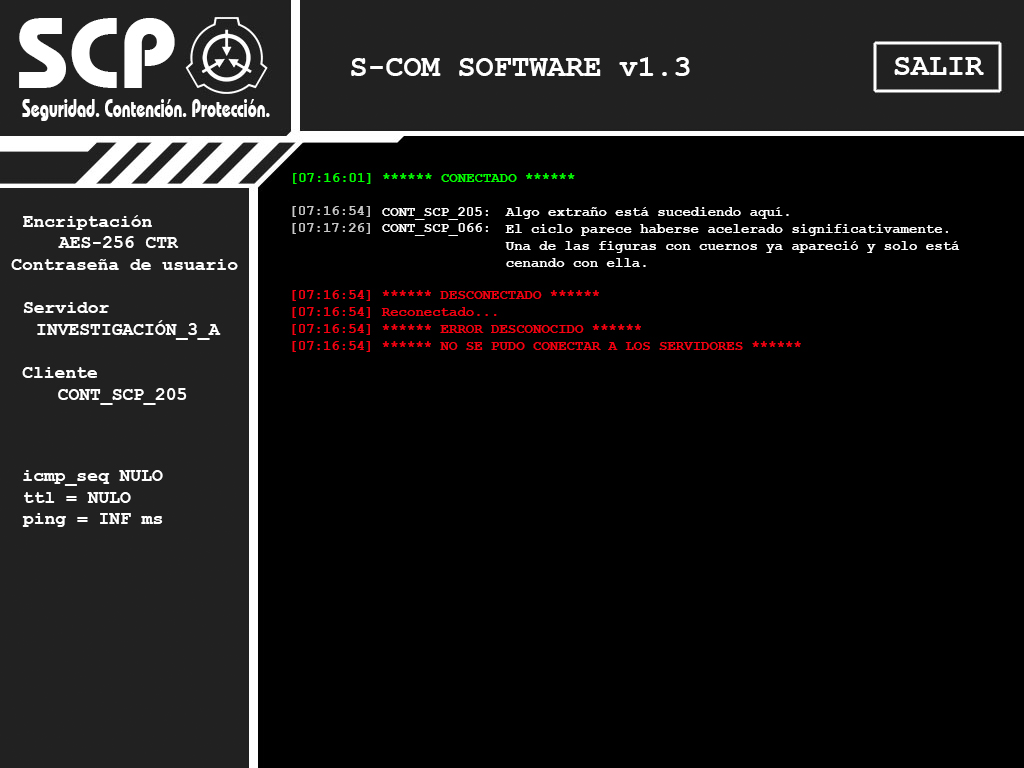 SCP
Seguridad. Contención. Protección.
S-COM SOFTWARE v1.3
SALIR
Encriptación
AES-256 CTR
Contraseña de usuario
Servidor
INVESTIGACIÓN_3_A
Cliente
CONT_SCP_205
icmp_seq NULO
ttl = NULO
ping = INF ms
[07:16:01] ****** CONECTADO ******
[07:16:54] CONT_SCP_205: Algo extraño está sucediendo aquí.
[07:17:26] CONT_SCP_066: El ciclo parece haberse acelerado significativamente.
Una de las figuras con cuernos ya apareció y solo está
cenando con ella.
[07:16:54] ****** DESCONECTADO ******
[07:16:54] Reconectado...
[07:16:54] ****** ERROR DESCONOCIDO ******
[07:16:54] ****** NO SE PUDO CONECTAR A LOS SERVIDORES ******